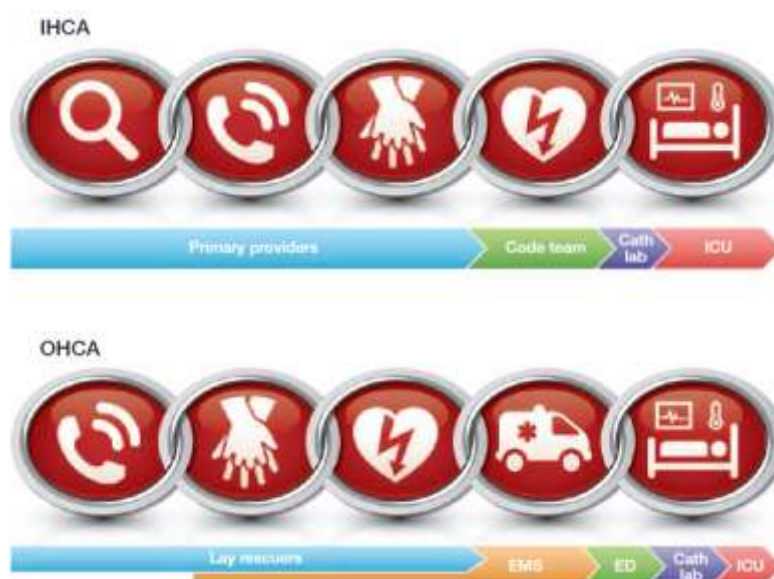 IHCA
Primary providers
Code team
Cath
lab
ICU
OHCA
Lay rescuers
EMS
ED
Cath
lab
ICU